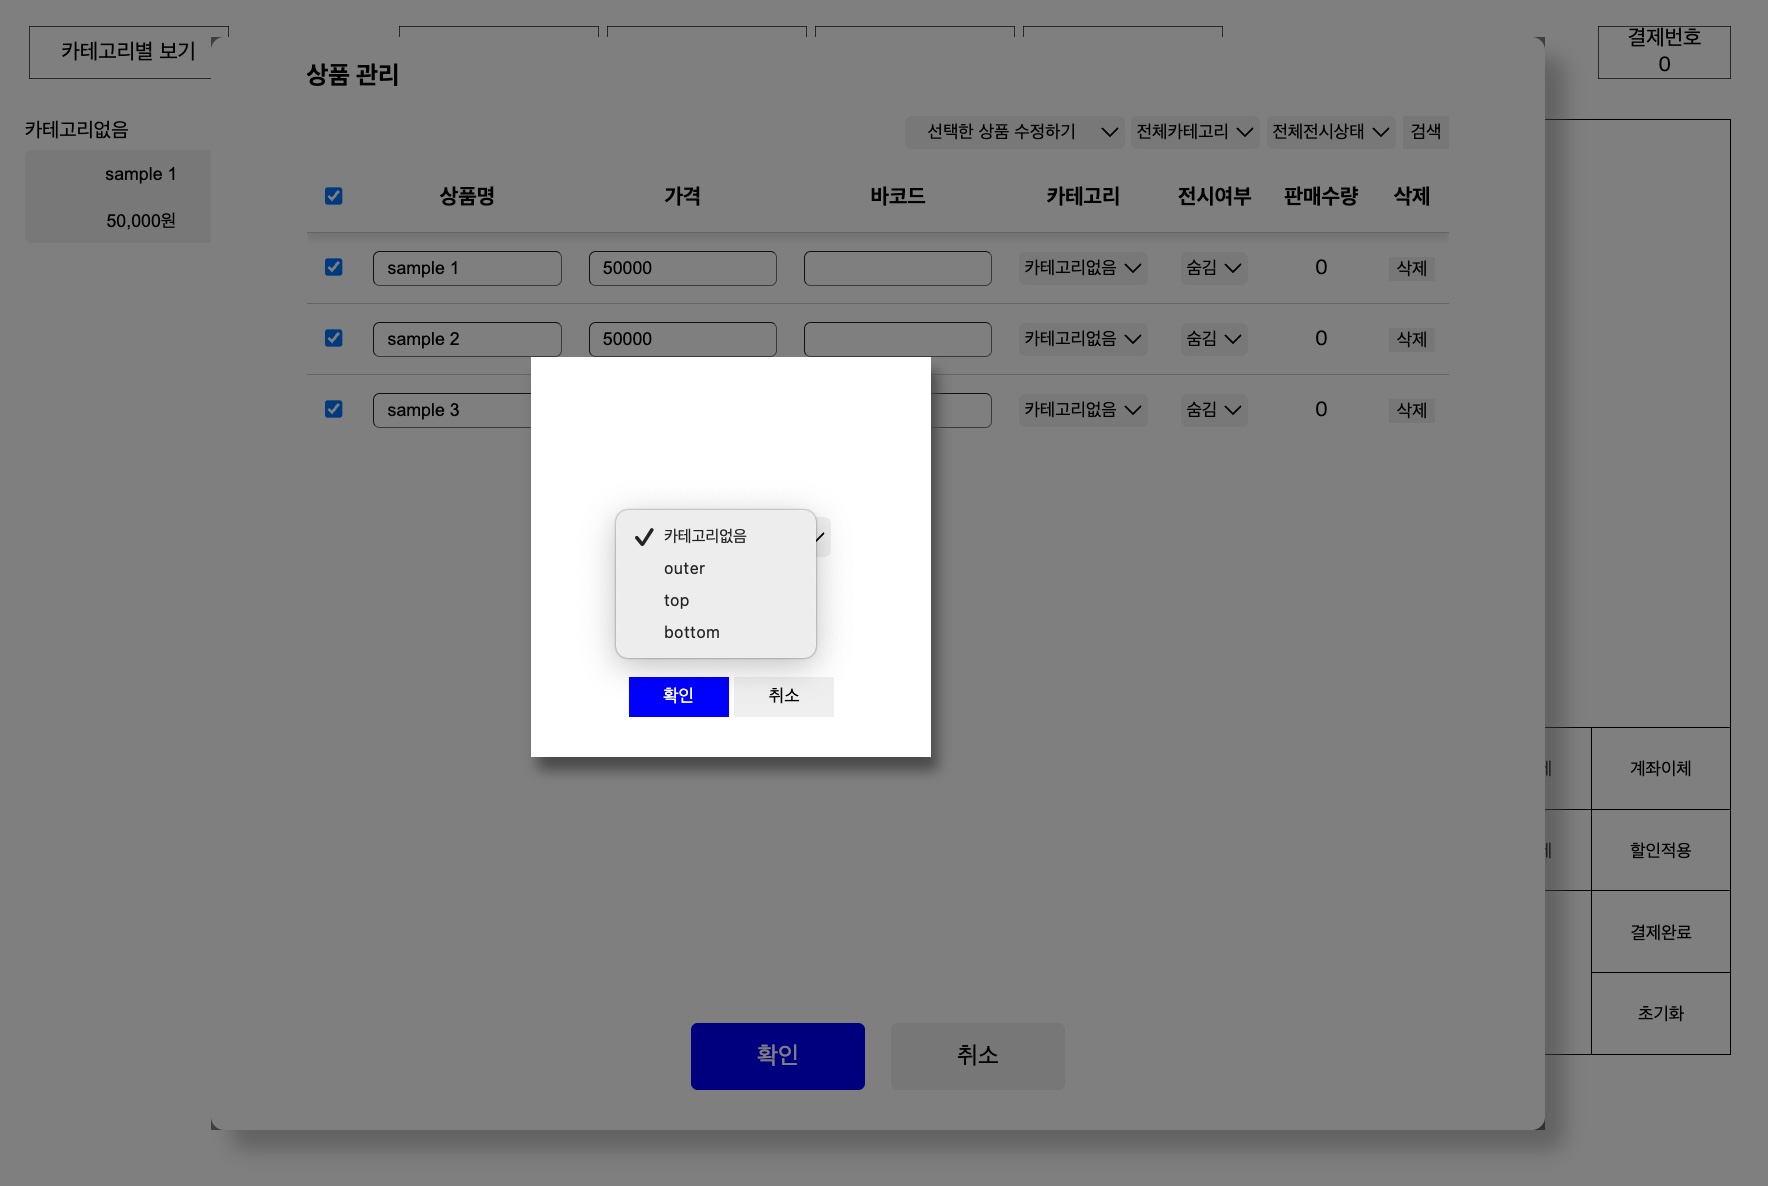 카테고리별 보기
결제번호
0
상품 관리
카테고리없음
sample 1
50,000원
선택한 상품 수정하기 전체카테고리 전체전시상태 검색
상품명 가격 바코드 카테고리 전시여부 판매수량 삭제
sample 1 50000 카테고리없음 숨김 0 삭제
sample 2 50000 카테고리없음 숨김 0 삭제
sample 3 카테고리없음 숨김 0 삭제
카테고리없음
outer
top
bottom
확인 취소
계좌이체
할인적용
결제완료
초기화
확인 취소